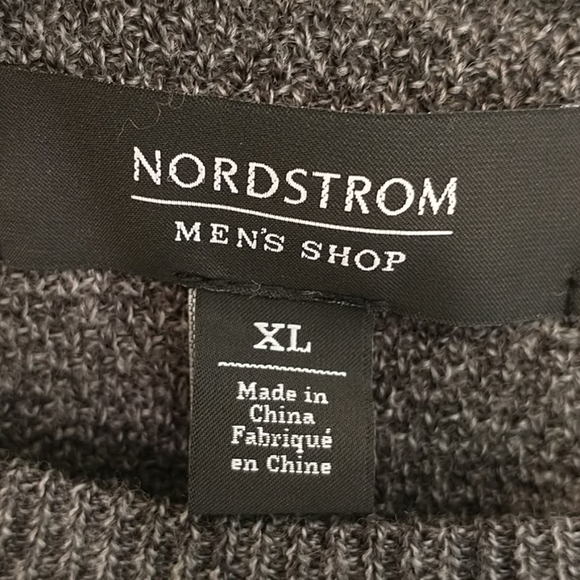 NORDSTROM
MEN'S SHOP
XL
Made in
China
Fabriqué
en Chine